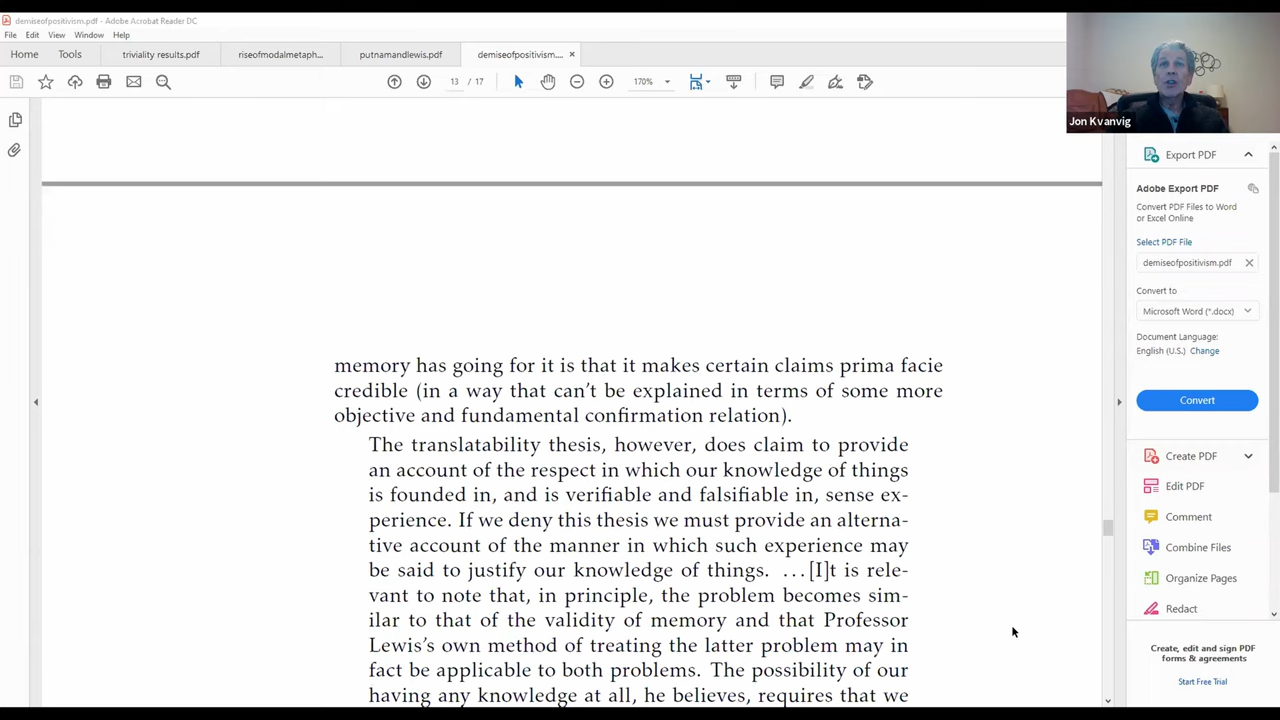 demiseofpositivism.pdf - Adobe Acrobat Reader DC
File Edit View Window Help
Home Tools triviality results.pdf riseofmodalmetaph... putnamandlewis.pdf demiseofpositivism.... ×
13 / 17 170%
Jon Kvanvig
Export PDF
Adobe Export PDF
Convert PDF Files to Word
or Excel Online
Select PDF File
demiseofpositivism.pdf
Convert to
Microsoft Word (*.docx)
Document Language:
English (U.S.) Change
Convert
Create PDF
Edit PDF
Comment
Combine Files
Organize Pages
Redact
Create, edit and sign PDF
forms & agreements
Start Free Trial
memory has going for it is that it makes certain claims prima facie
credible (in a way that can't be explained in terms of some more
objective and fundamental confirmation relation).
The translatability thesis, however, does claim to provide
an account of the respect in which our knowledge of things
is founded in, and is verifiable and falsifiable in, sense ex-
perience. If we deny this thesis we must provide an alterna-
tive account of the manner in which such experience may
be said to justify our knowledge of things. ...[I]t is rele-
vant to note that, in principle, the problem becomes sim-
ilar to that of the validity of memory and that Professor
Lewis's own method of treating the latter problem may in
fact be applicable to both problems. The possibility of our
having any knowledge at all, he believes, requires that we